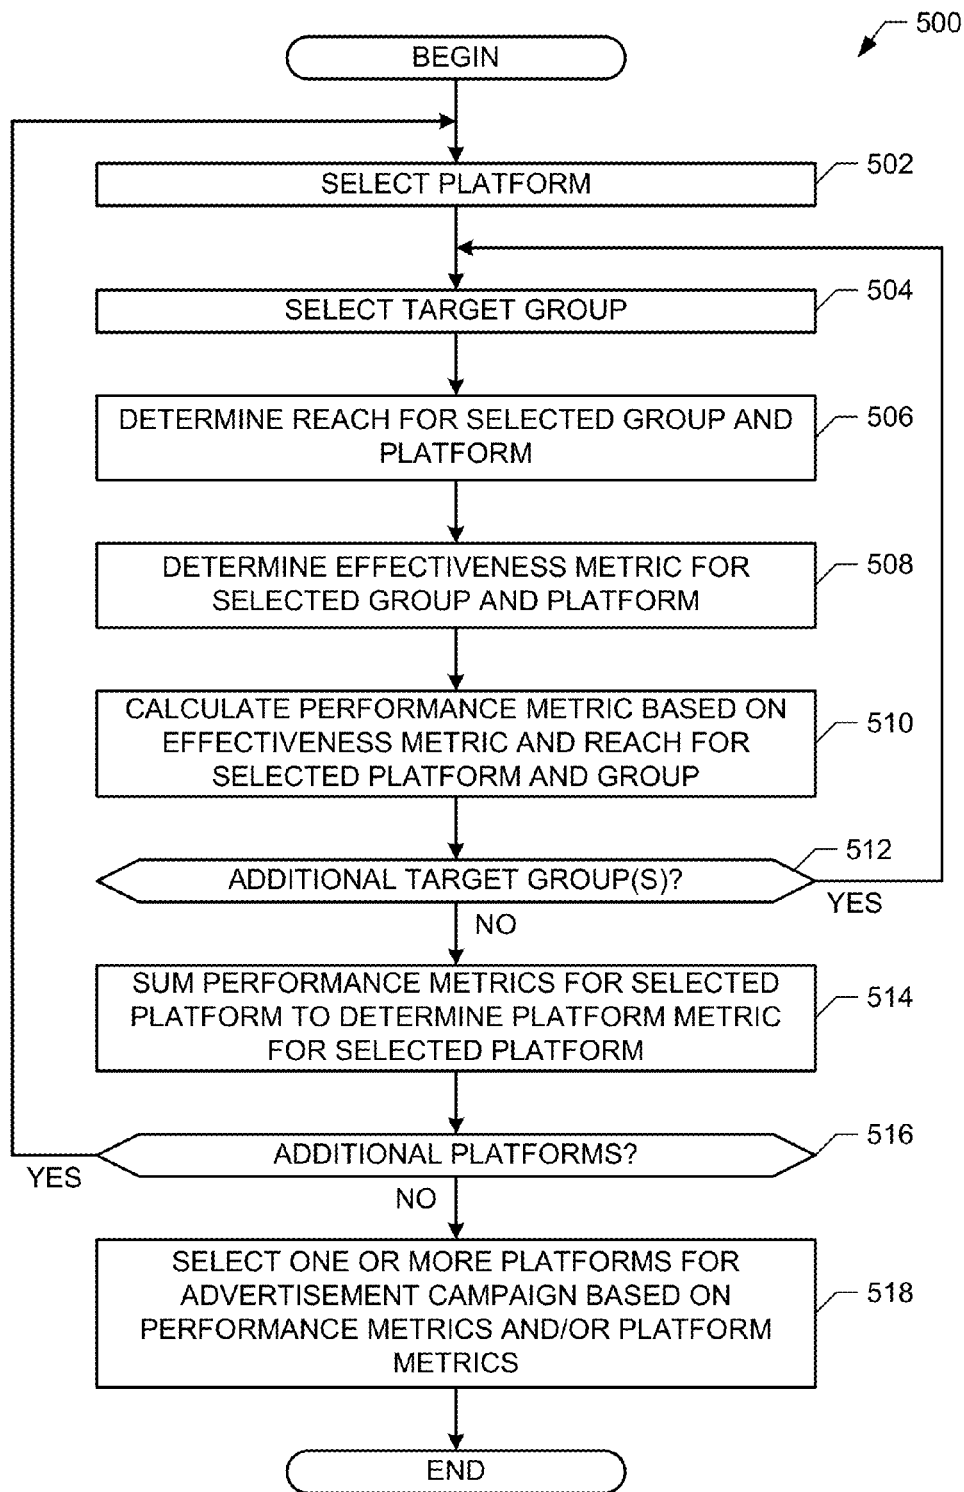 500
BEGIN
SELECT PLATFORM
502
SELECT TARGET GROUP
504
DETERMINE REACH FOR SELECTED GROUP AND
PLATFORM
506
DETERMINE EFFECTIVENESS METRIC FOR
SELECTED GROUP AND PLATFORM
508
CALCULATE PERFORMANCE METRIC BASED ON
EFFECTIVENESS METRIC AND REACH FOR
SELECTED PLATFORM AND GROUP
510
ADDITIONAL TARGET GROUP(S)?
512
YES
NO
SUM PERFORMANCE METRICS FOR SELECTED
PLATFORM TO DETERMINE PLATFORM METRIC
FOR SELECTED PLATFORM
514
ADDITIONAL PLATFORMS?
516
YES
NO
SELECT ONE OR MORE PLATFORMS FOR
ADVERTISEMENT CAMPAIGN BASED ON
PERFORMANCE METRICS AND/OR PLATFORM
METRICS
518
END